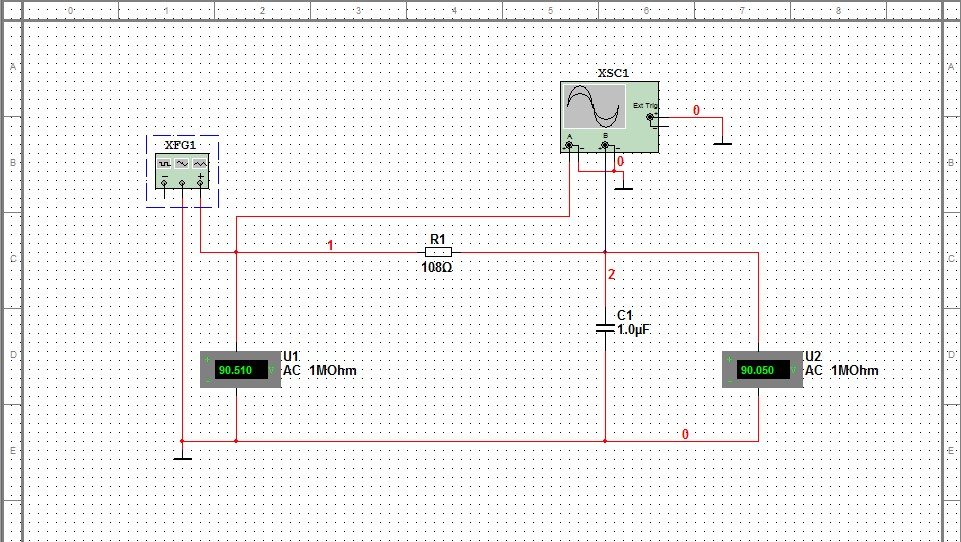 0 1 2 3 4 5 6 7 8
A A
XSC1
Ext Trig
0
A B
XFG1
B B
0
1
R1
108Ω
C C
2
C1
1.0µF
D D
U1
90.510 V AC 1MOhm
U2
90.050 V AC 1MOhm
0
E E